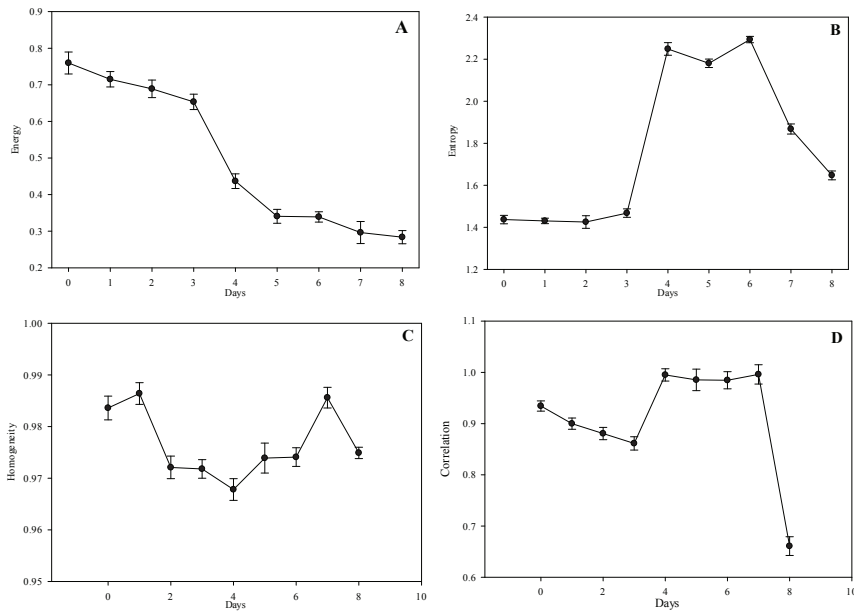 A
0.9
0.8
0.7
0.6
0.5
0.4
0.3
0.2
Energy
0 1 2 3 4 5 6 7 8
Days
B
2.4
2.2
2.0
1.8
1.6
1.4
1.2
Entropy
0 1 2 3 4 5 6 7 8
Days
C
1.00
0.99
0.98
0.97
0.96
0.95
Homogeneity
0 2 4 6 8 10
Days
D
1.1
1.0
0.9
0.8
0.7
0.6
Correlation
0 2 4 6 8 10
Days